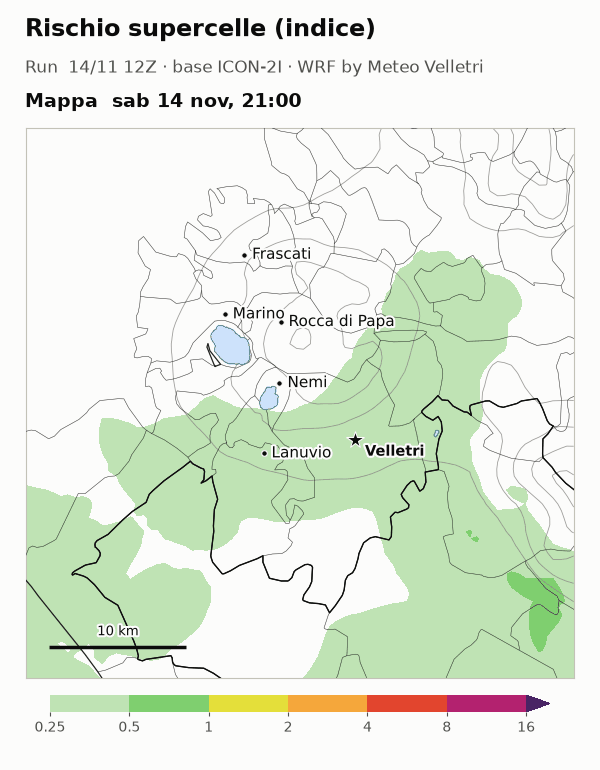 Rischio supercelle (indice)
Run  14/11 12Z · base ICON-2I · WRF by Meteo Velletri
Mappa  sab 14 nov, 21:00
Frascati
Marino
Rocca di Papa
Nemi
Velletri
Lanuvio
10 km
0.25 0.5 1 2 4 8 16